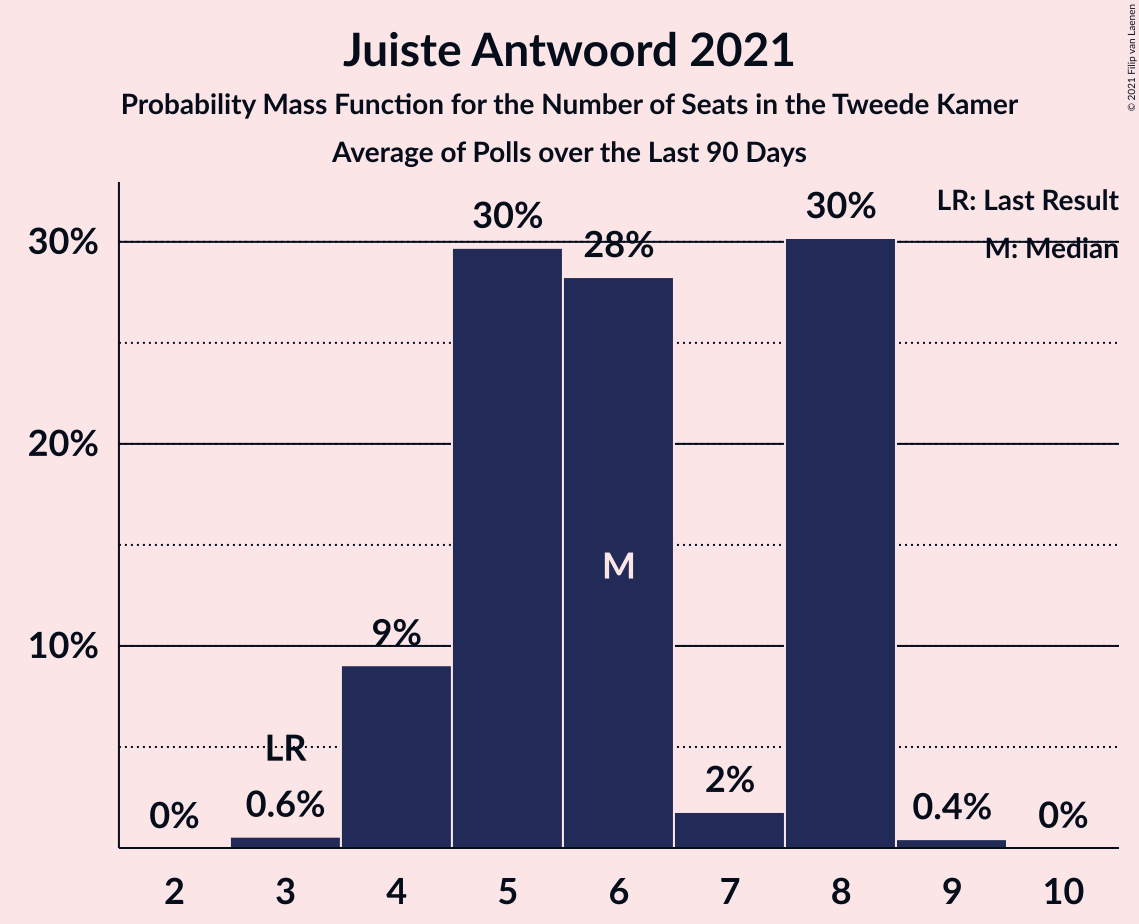 Juiste Antwoord 2021
Probability Mass Function for the Number of Seats in the Tweede Kamer
Average of Polls over the Last 90 Days
© 2021 Filip van Laenen
LR: Last Result
M: Median
30%
20%
10%
0%
LR
0.6%
9%
30%
28%
M
2%
30%
0.4%
0%
2 3 4 5 6 7 8 9 10